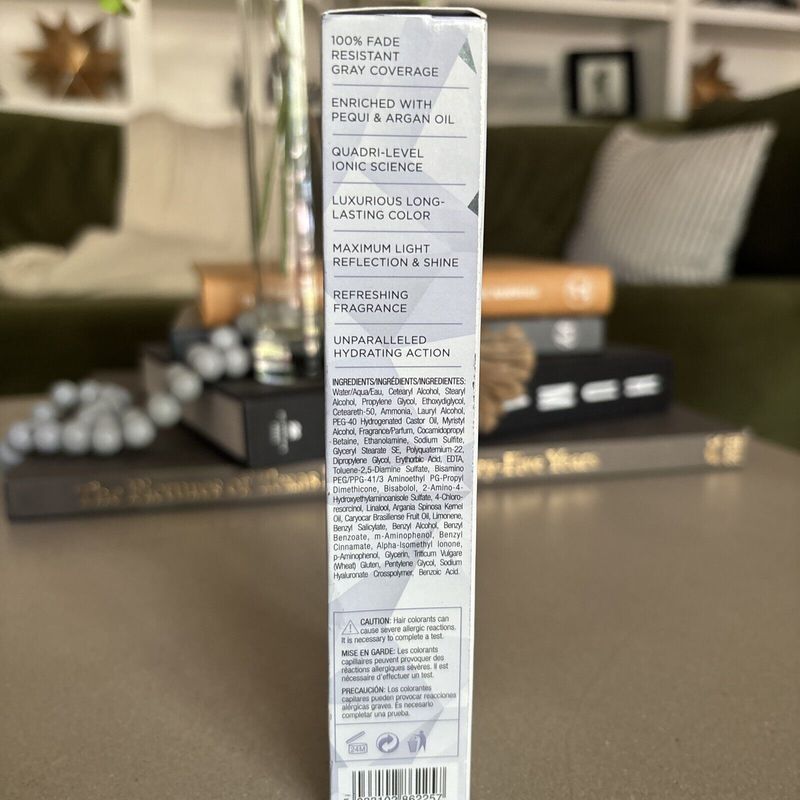 100% FADE
RESISTANT
GRAY COVERAGE
ENRICHED WITH
PEQUI & ARGAN OIL
QUADRI-LEVEL
IONIC SCIENCE
LUXURIOUS LONG-
LASTING COLOR
MAXIMUM LIGHT
REFLECTION & SHINE
REFRESHING
FRAGRANCE
UNPARALLELED
HYDRATING ACTION
INGREDIENTS/INGRÉDIENTS/INGREDIENTES:
Water/Aqua/Eau, Cetearyl Alcohol, Stearyl
Alcohol, Propylene Glycol, Ethoxydiglycol,
Ceteareth-50, Ammonia, Lauryl Alcohol,
PEG-40 Hydrogenated Castor Oil, Myristyl
Alcohol, Fragrance/Parfum, Cocamidopropyl
Betaine, Ethanolamine, Sodium Sulfite,
Glyceryl Stearate SE, Polyquaternium-22,
Dipropylene Glycol, Erythorbic Acid, EDTA,
Toluene-2,5-Diamine Sulfate, Bisamino
PEG/PPG-41/3 Aminoethyl PG-Propyl
Dimethicone, Bisabolol, 2-Amino-4-
Hydroxyethylaminoanisole Sulfate, 4-Chloro-
resorcinol, Linalool, Argania Spinosa Kernel
Oil, Caryocar Brasiliense Fruit Oil, Limonene,
Benzyl Salicylate, Benzyl Alcohol, Benzyl
Benzoate, m-Aminophenol, Benzyl
Cinnamate, Alpha-Isomethyl Ionone,
p-Aminophenol, Glycerin, Triticum Vulgare
(Wheat) Gluten, Pentylene Glycol, Sodium
Hyaluronate Crosspolymer, Benzoic Acid.
CAUTION: Hair colorants can
cause severe allergic reactions.
It is necessary to complete a test.
MISE EN GARDE: Les colorants
capillaires peuvent provoquer des
réactions allergiques sévères. Il est
nécessaire d'effectuer un test.
PRECAUCIÓN: Los colorantes
capilares pueden provocar reacciones
alérgicas graves. Es necesario
completar una prueba.
24M
862257